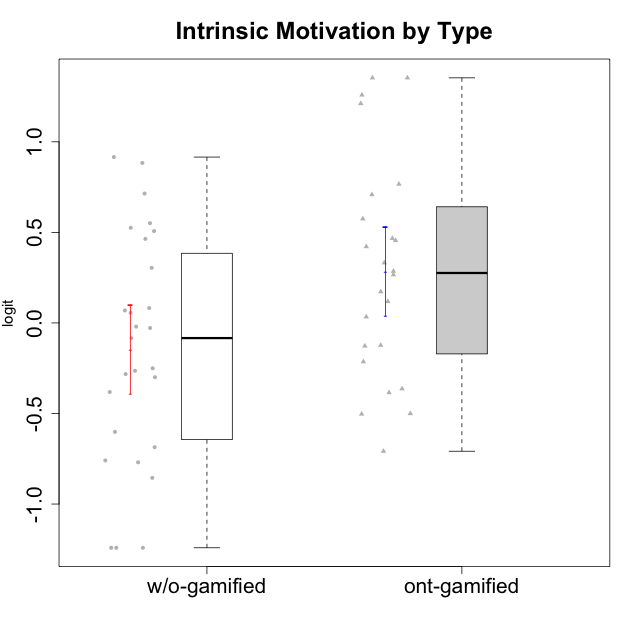 Intrinsic Motivation by Type
logit
1.0
0.5
0.0
-0.5
-1.0
w/o-gamified
ont-gamified